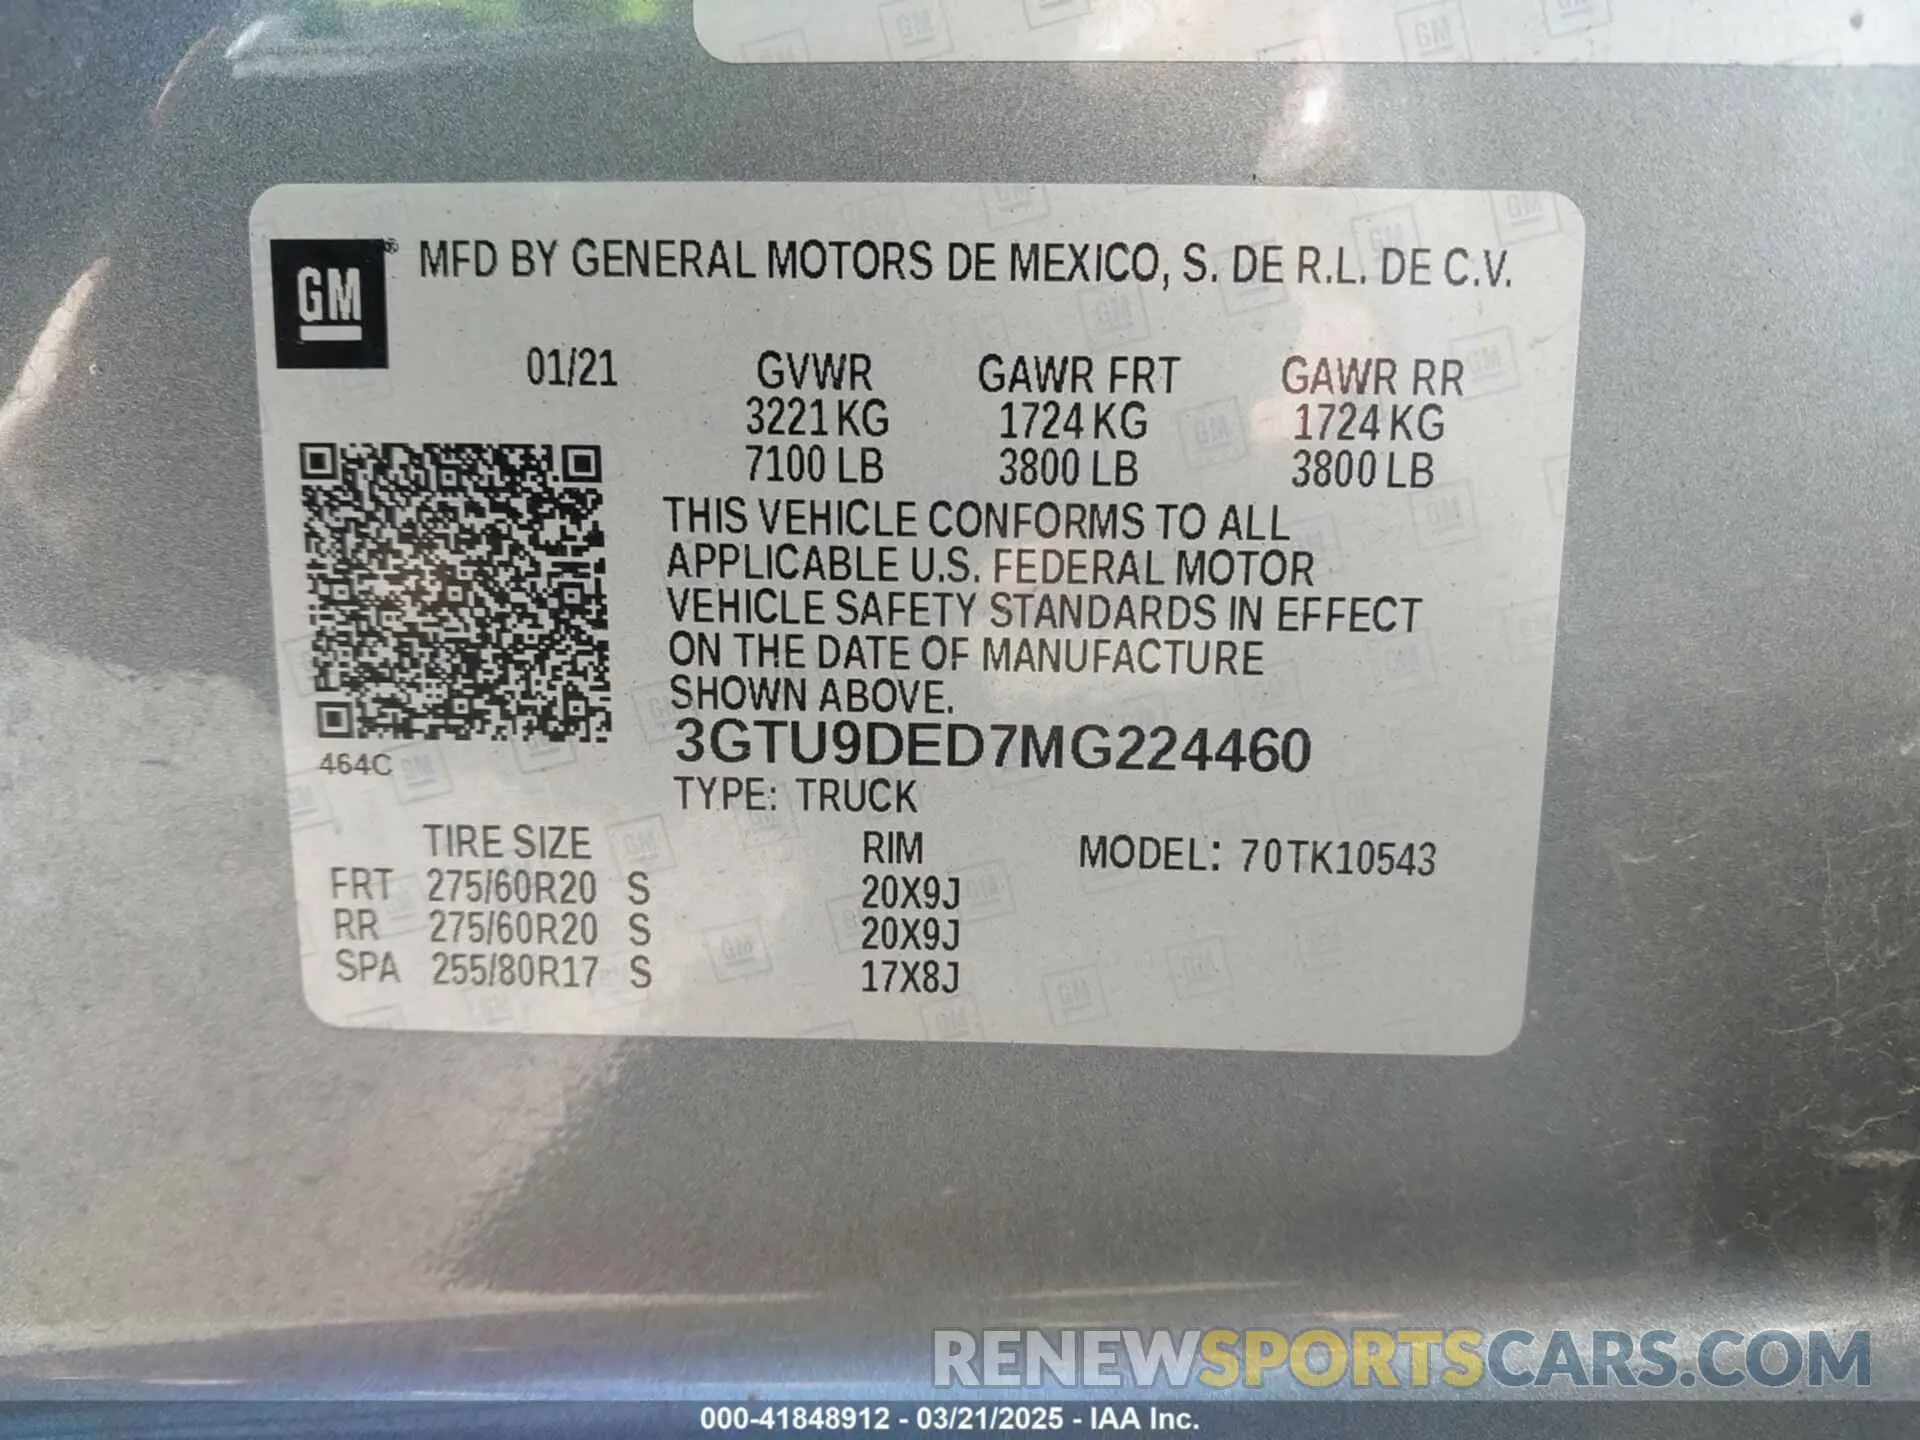 GM
® MFD BY GENERAL MOTORS DE MEXICO, S. DE R.L. DE C.V.
01/21 GVWR GAWR FRT GAWR RR
3221 KG 1724 KG 1724 KG
7100 LB 3800 LB 3800 LB
THIS VEHICLE CONFORMS TO ALL
APPLICABLE U.S. FEDERAL MOTOR
VEHICLE SAFETY STANDARDS IN EFFECT
ON THE DATE OF MANUFACTURE
SHOWN ABOVE.
3GTU9DED7MG224460
464C
TYPE: TRUCK
TIRE SIZE RIM MODEL: 70TK10543
FRT 275/60R20 S 20X9J
RR 275/60R20 S 20X9J
SPA 255/80R17 S 17X8J
RENEWSPORTSCARS.COM
000-41848912 - 03/21/2025 - IAA Inc.